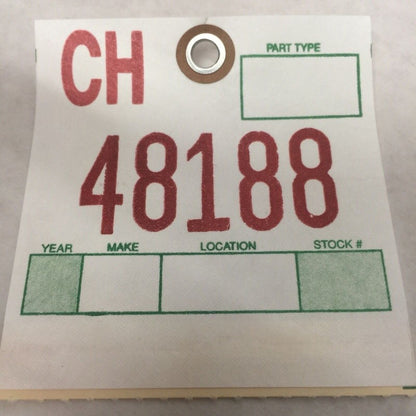 CH
PART TYPE
48188
YEAR MAKE LOCATION STOCK #